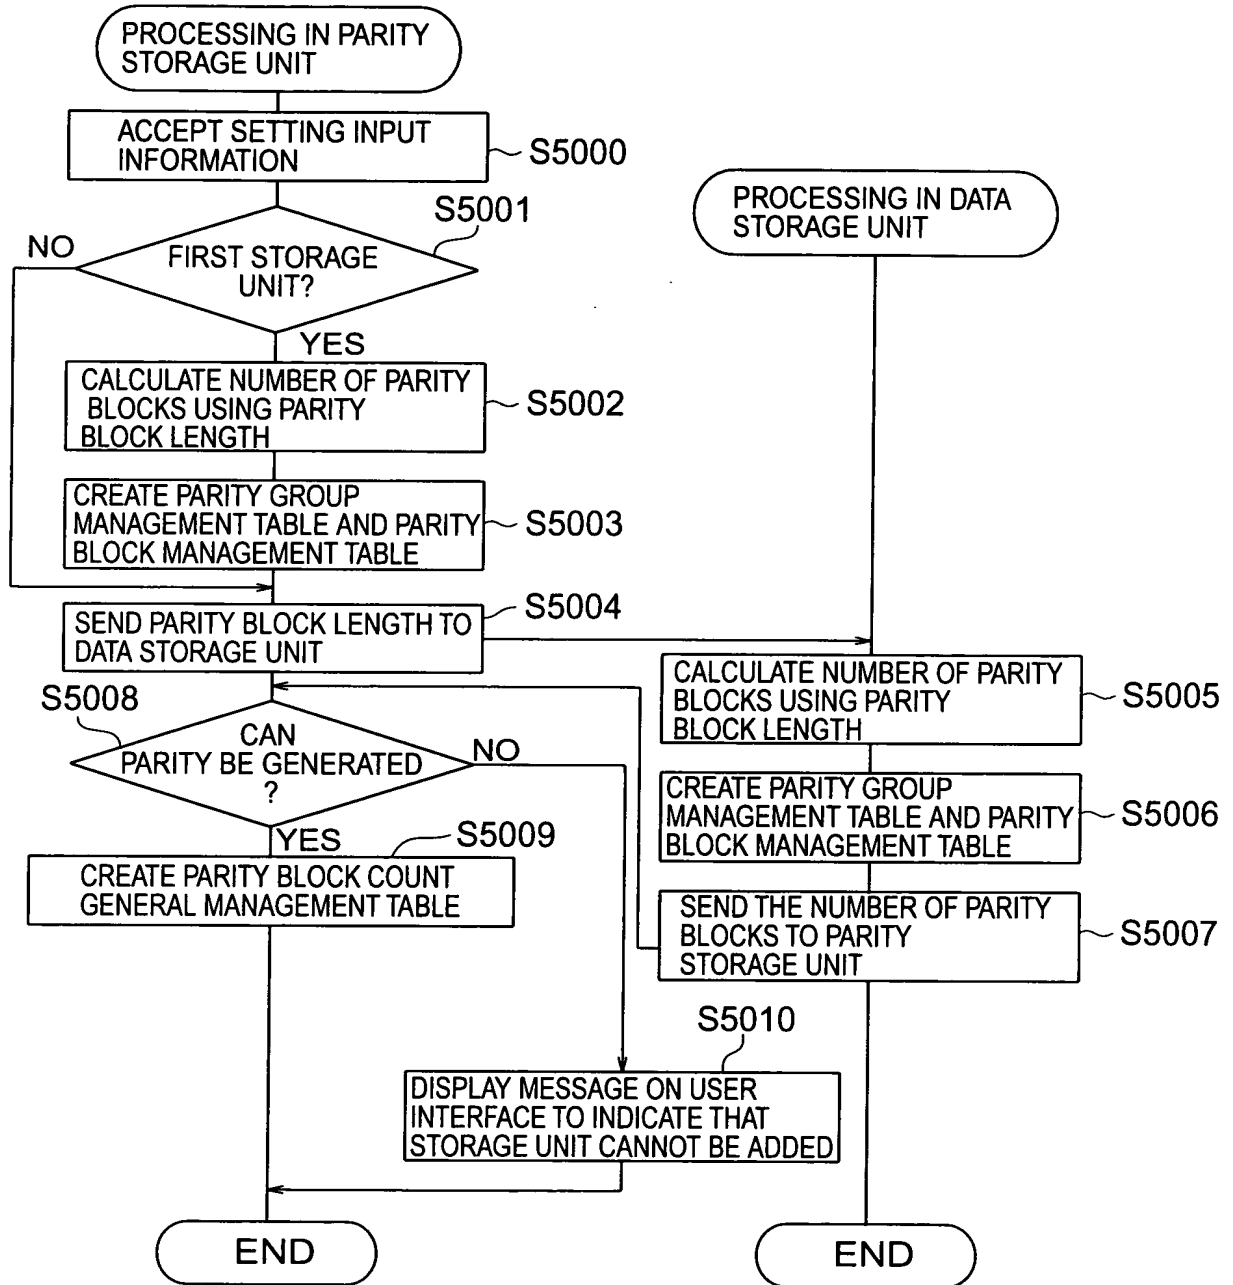 PROCESSING IN PARITY
STORAGE UNIT
ACCEPT SETTING INPUT
INFORMATION
S5000
S5001
NO
FIRST STORAGE
UNIT?
YES
CALCULATE NUMBER OF PARITY
BLOCKS USING PARITY
BLOCK LENGTH
S5002
CREATE PARITY GROUP
MANAGEMENT TABLE AND PARITY
BLOCK MANAGEMENT TABLE
S5003
SEND PARITY BLOCK LENGTH TO
DATA STORAGE UNIT
S5004
S5008
CAN
PARITY BE GENERATED
?
NO
YES
S5009
CREATE PARITY BLOCK COUNT
GENERAL MANAGEMENT TABLE
S5010
DISPLAY MESSAGE ON USER
INTERFACE TO INDICATE THAT
STORAGE UNIT CANNOT BE ADDED
END
PROCESSING IN DATA
STORAGE UNIT
CALCULATE NUMBER OF PARITY
BLOCKS USING PARITY
BLOCK LENGTH
S5005
CREATE PARITY GROUP
MANAGEMENT TABLE AND PARITY
BLOCK MANAGEMENT TABLE
S5006
SEND THE NUMBER OF PARITY
BLOCKS TO PARITY
STORAGE UNIT
S5007
END